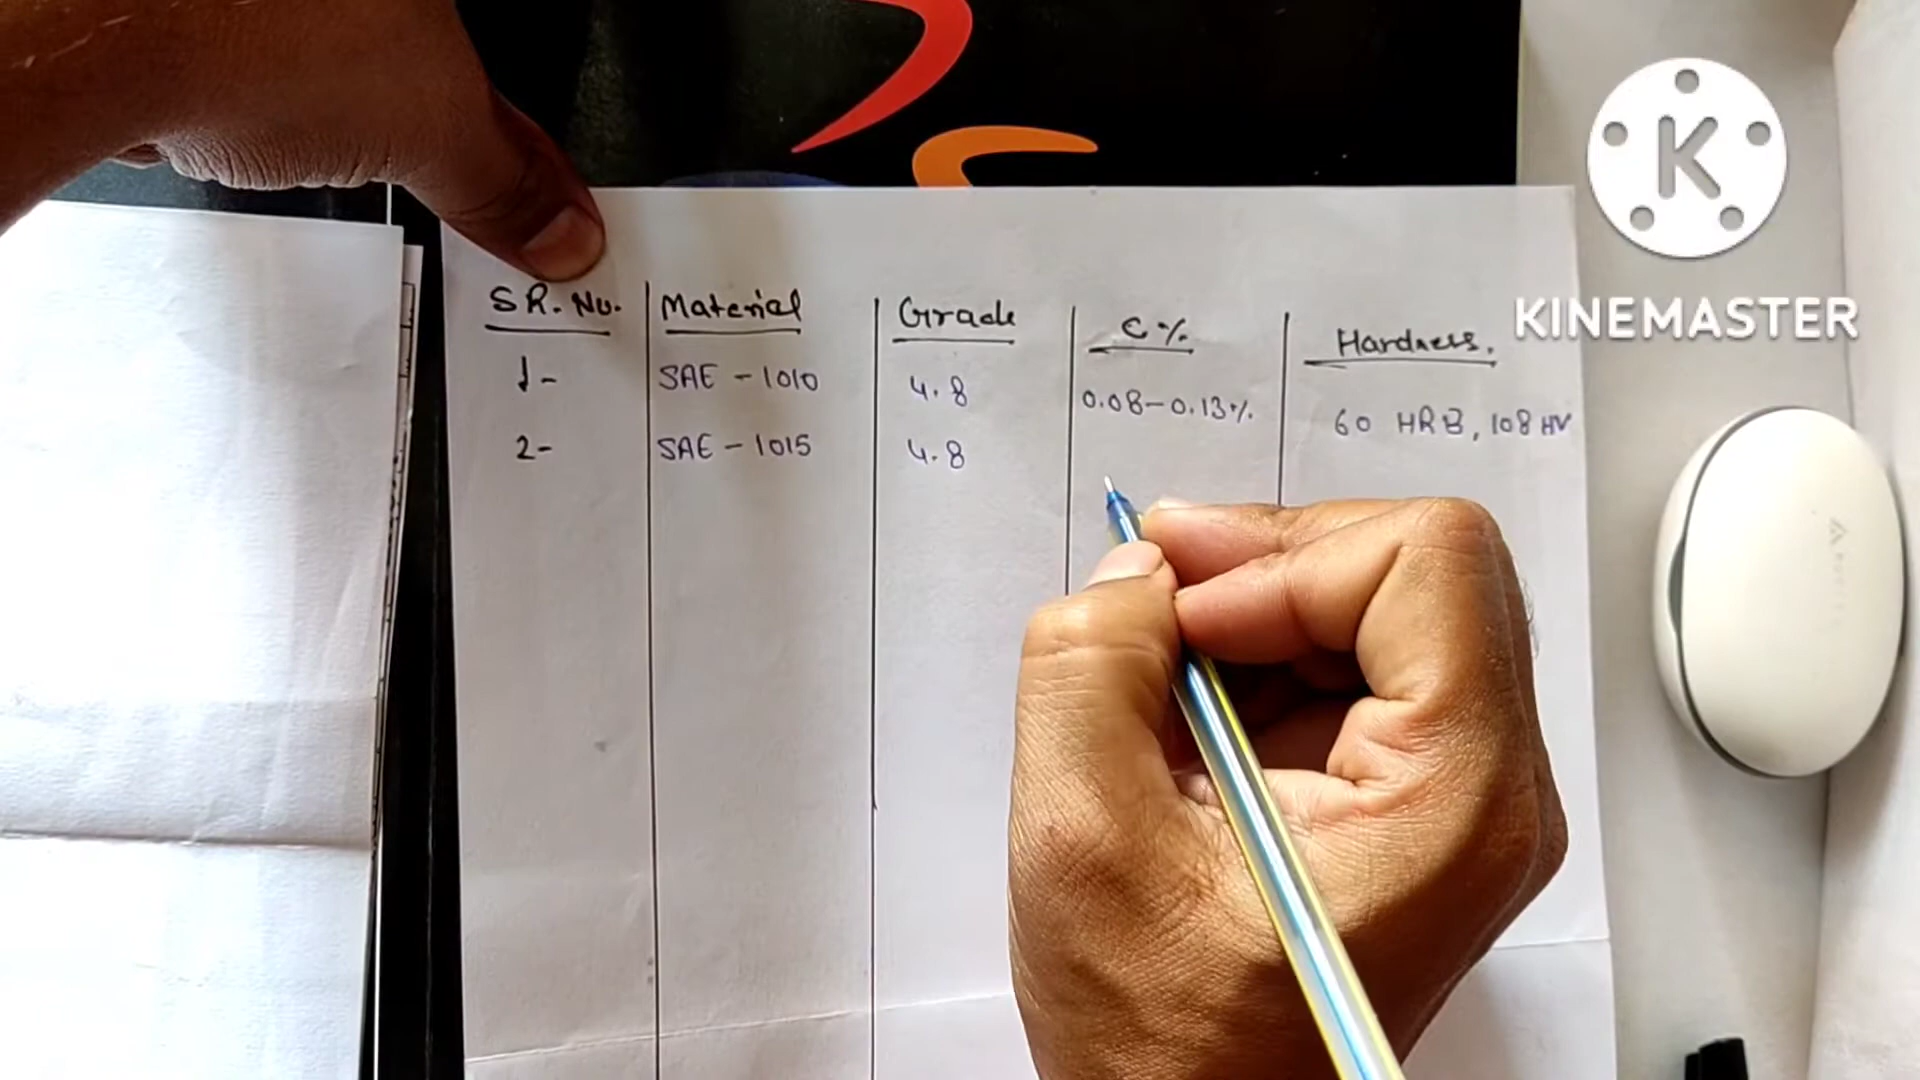 K
KINEMASTER
SR. No. Material Grade C% Hardness.
1- SAE - 1010 4.8 0.08-0.13% 60 HRB, 108 HV
2- SAE - 1015 4.8